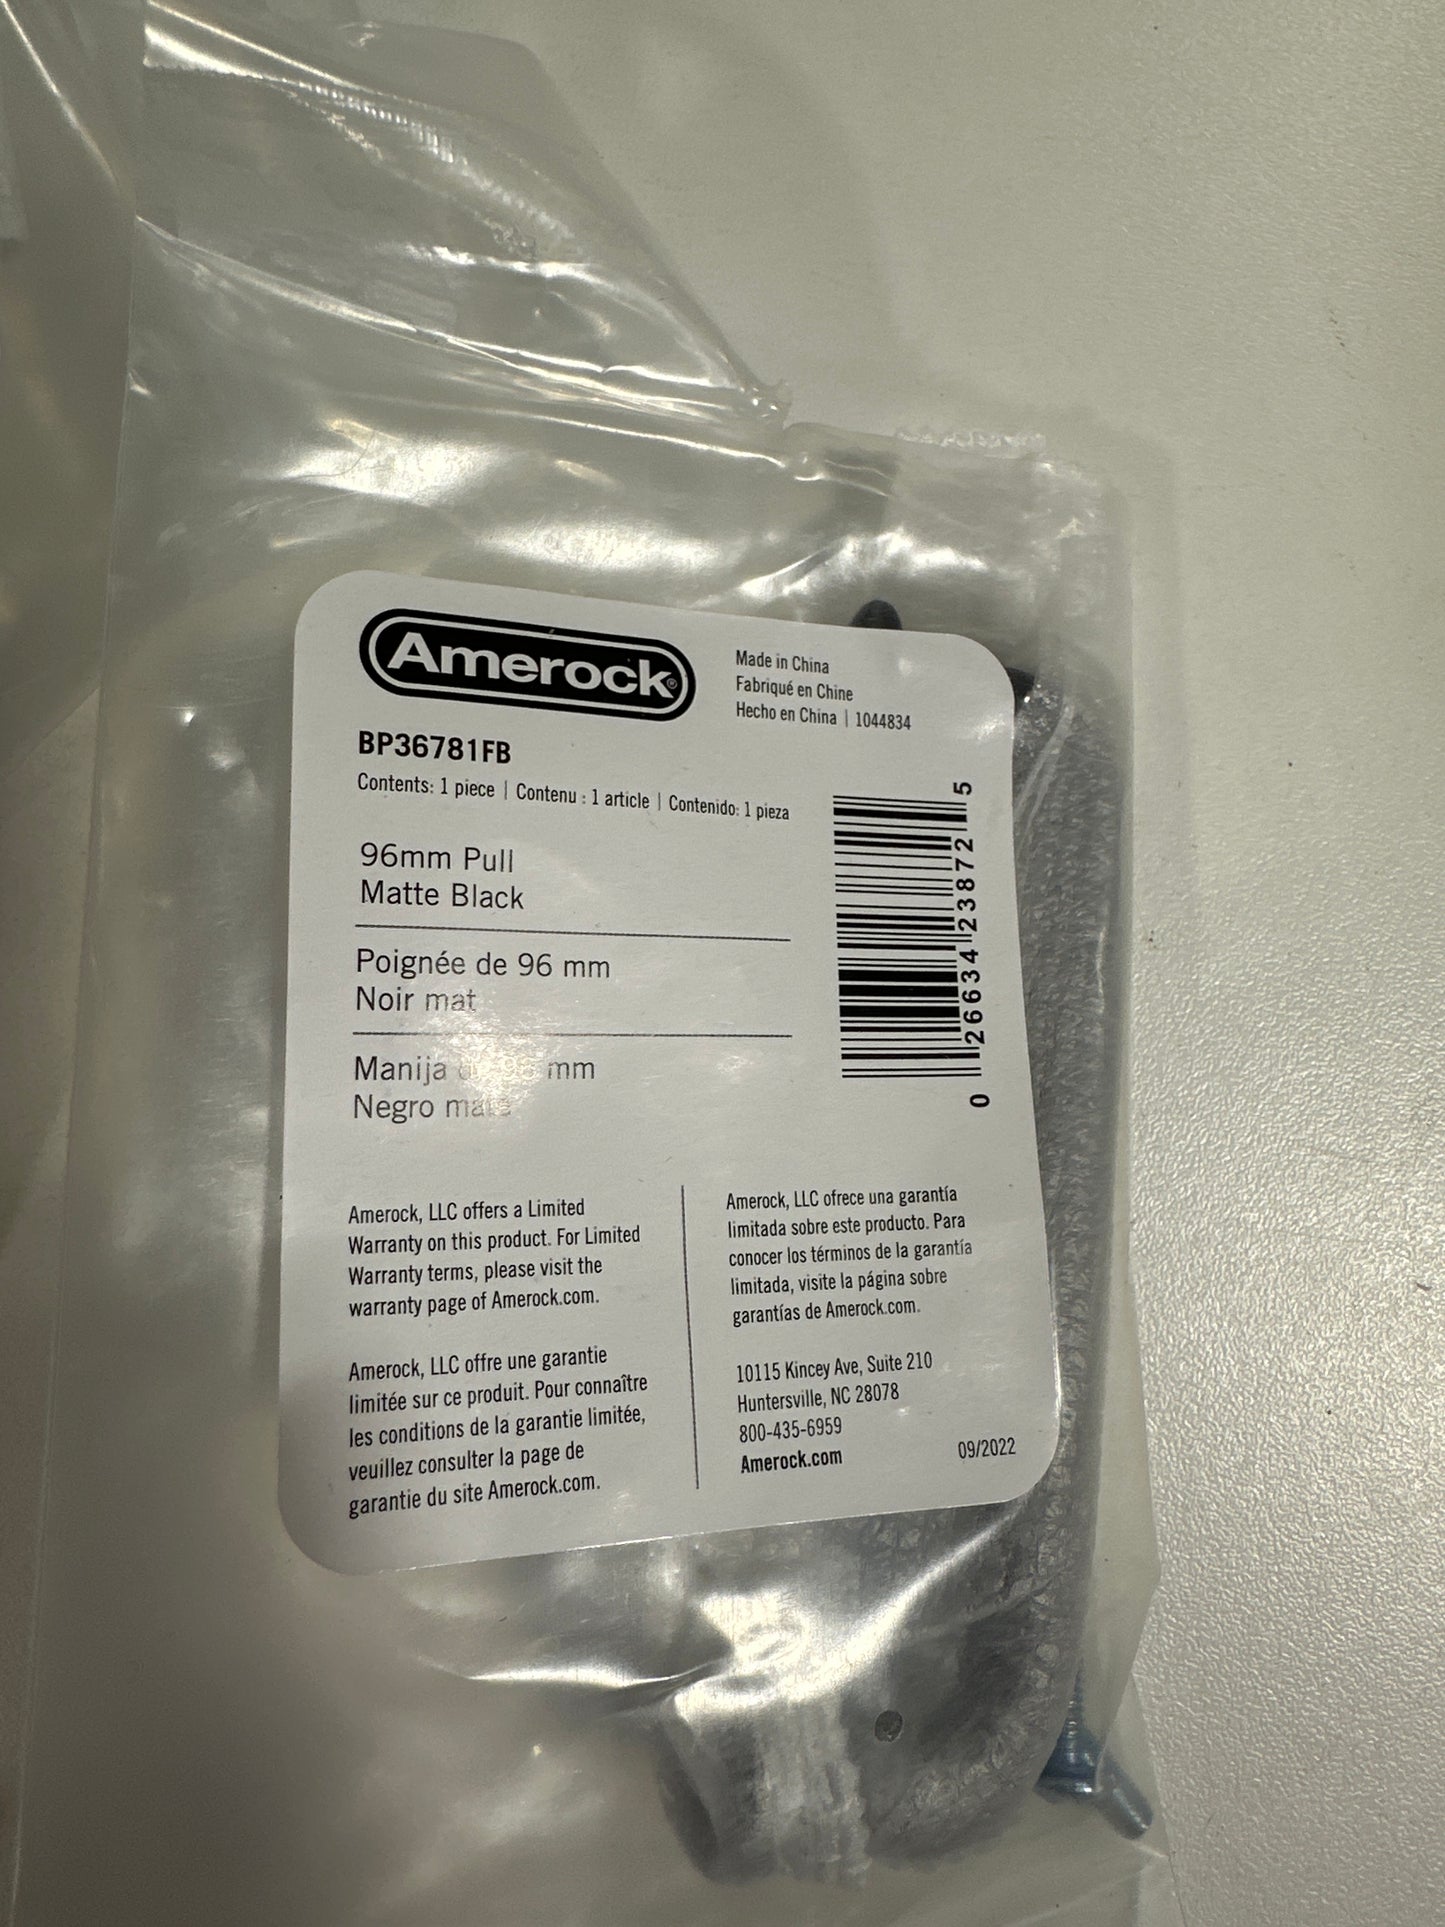 Amerock®
Made in China
Fabriqué en Chine
Hecho en China | 1044834
BP36781FB
Contents: 1 piece | Contenu : 1 article | Contenido: 1 pieza
96mm Pull
Matte Black
Poignée de 96 mm
Noir mat
Manija de 96 mm
Negro mate
0 26634 23872 5
Amerock, LLC offers a Limited
Warranty on this product. For Limited
Warranty terms, please visit the
warranty page of Amerock.com.
Amerock, LLC offre une garantie
limitée sur ce produit. Pour connaître
les conditions de la garantie limitée,
veuillez consulter la page de
garantie du site Amerock.com.
Amerock, LLC ofrece una garantía
limitada sobre este producto. Para
conocer los términos de la garantía
limitada, visite la página sobre
garantías de Amerock.com.
10115 Kincey Ave, Suite 210
Huntersville, NC 28078
800-435-6959
Amerock.com
09/2022